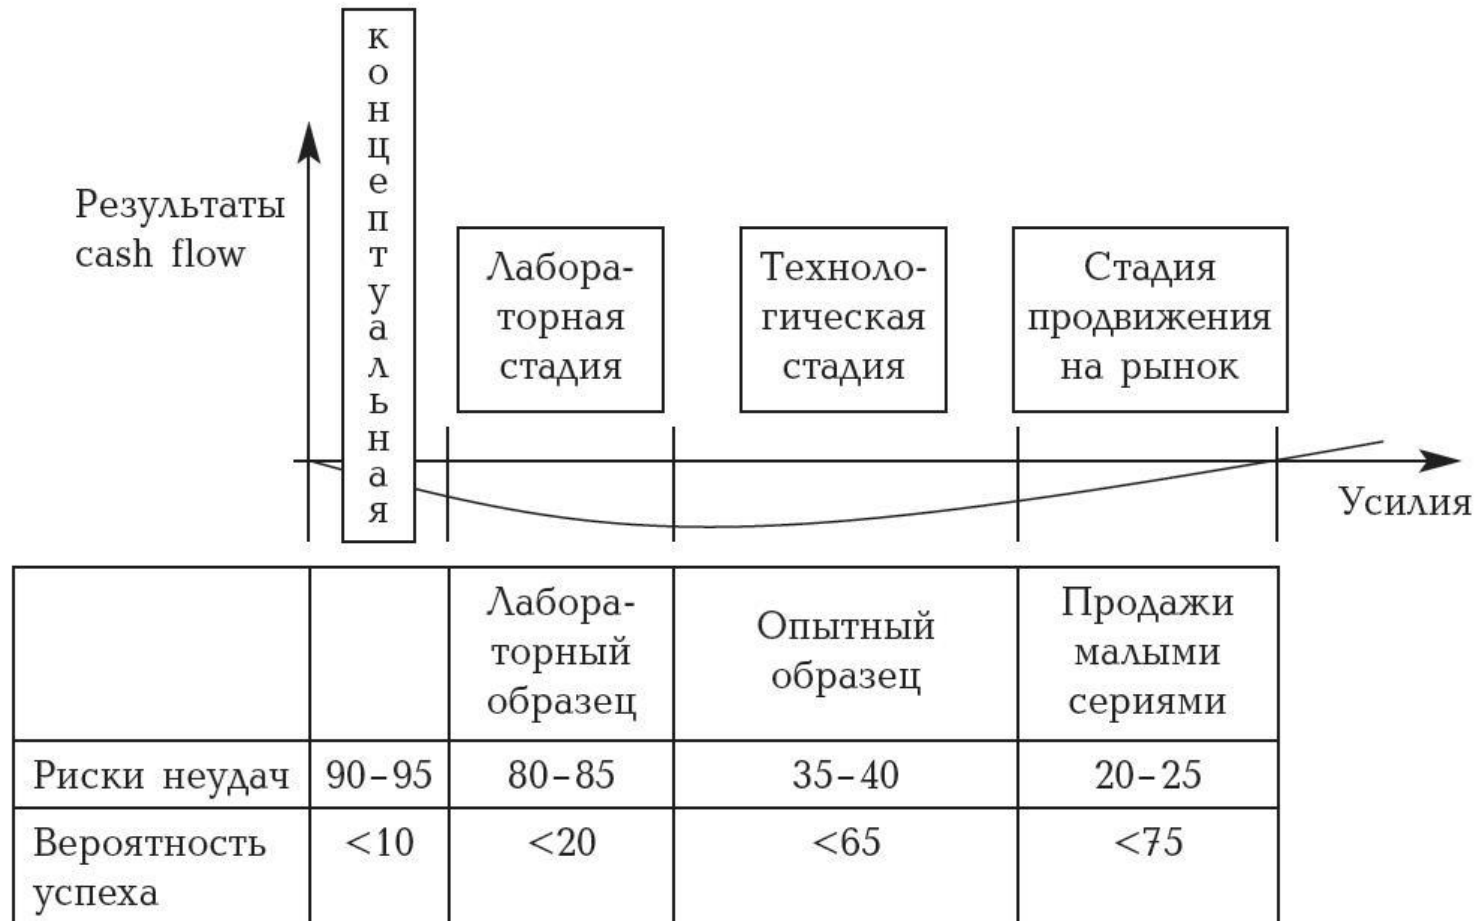 концептуальная
Результаты
cash flow
Лабора-
торная
стадия
Техноло-
гическая
стадия
Стадия
продвижения
на рынок
Усилия
Лабора-
торный
образец
Опытный
образец
Продажи
малыми
сериями
Риски неудач 90–95 80–85 35–40 20–25
Вероятность <10 <20 <65 <75
успеха